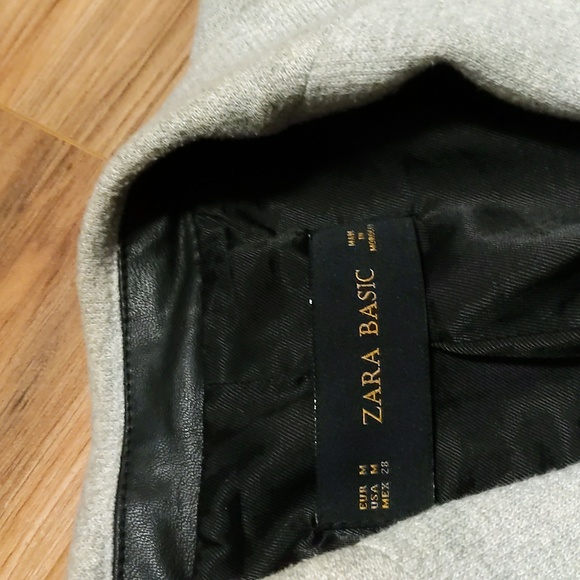 MADE
IN
MOROCCO
ZARA BASIC
EUR M
USA M
MEX 28